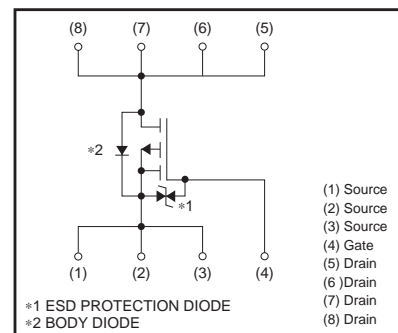 (8) (7) (6) (5)
∗2
∗1
(1) Source
(2) Source
(3) Source
(4) Gate
(5) Drain
(6 )Drain
(7) Drain
(8) Drain
(1) (2) (3) (4)
∗1 ESD PROTECTION DIODE
∗2 BODY DIODE